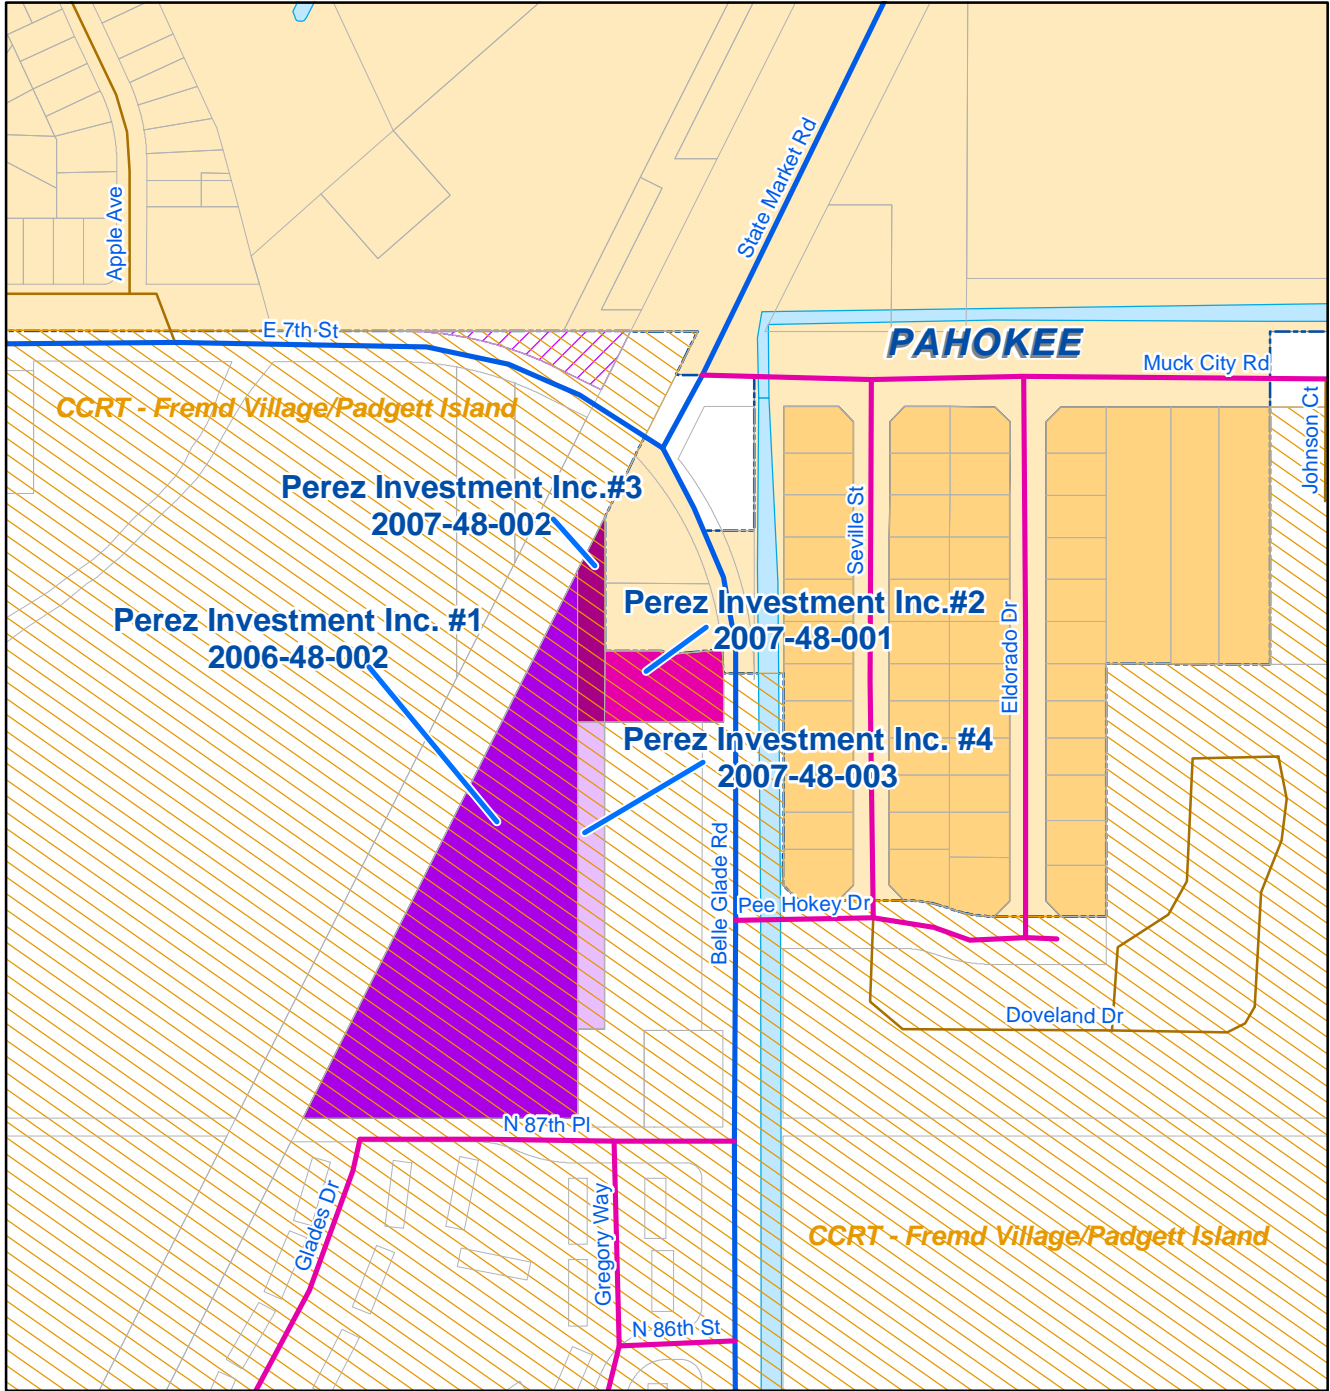 State Market Rd
Apple Ave
E 7th St
PAHOKEE
Muck City Rd
CCRT - Fremd Village/Padgett Island
Johnson Ct
Perez Investment Inc.#3
2007-48-002
Seville St
Perez Investment Inc. #1
2006-48-002
Perez Investment Inc.#2
2007-48-001
Eldorado Dr
Perez Investment Inc. #4
2007-48-003
Belle Glade Rd
Pee Hokey Dr
Doveland Dr
N 87th Pl
Glades Dr
Gregory Way
CCRT - Fremd Village/Padgett Island
N 86th St